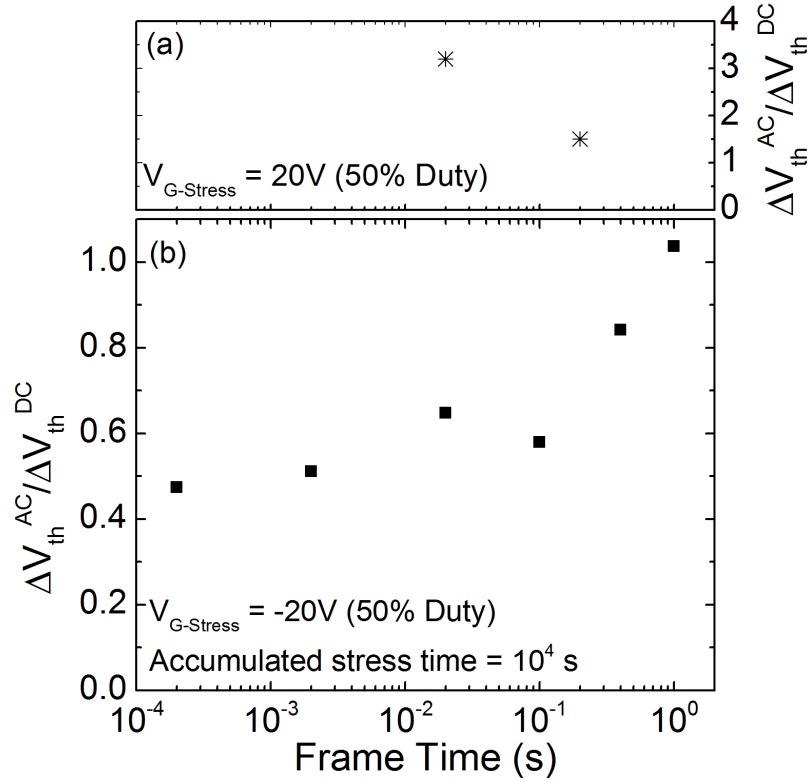 (a)
V_G-Stress = 20V (50% Duty)
4
3
2
1
0
ΔV_th^AC/ΔV_th^DC
(b)
1.0
0.8
0.6
0.4
0.2
0.0
ΔV_th^AC/ΔV_th^DC
V_G-Stress = -20V (50% Duty)
Accumulated stress time = 10^4 s
10^-4 10^-3 10^-2 10^-1 10^0
Frame Time (s)